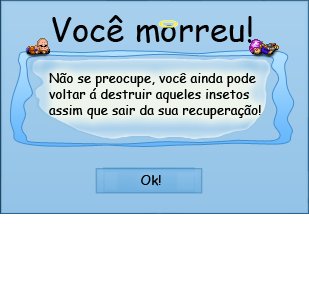 Você morreu!
Não se preocupe, você ainda pode
voltar á destruir aqueles insetos
assim que sair da sua recuperação!
Ok!